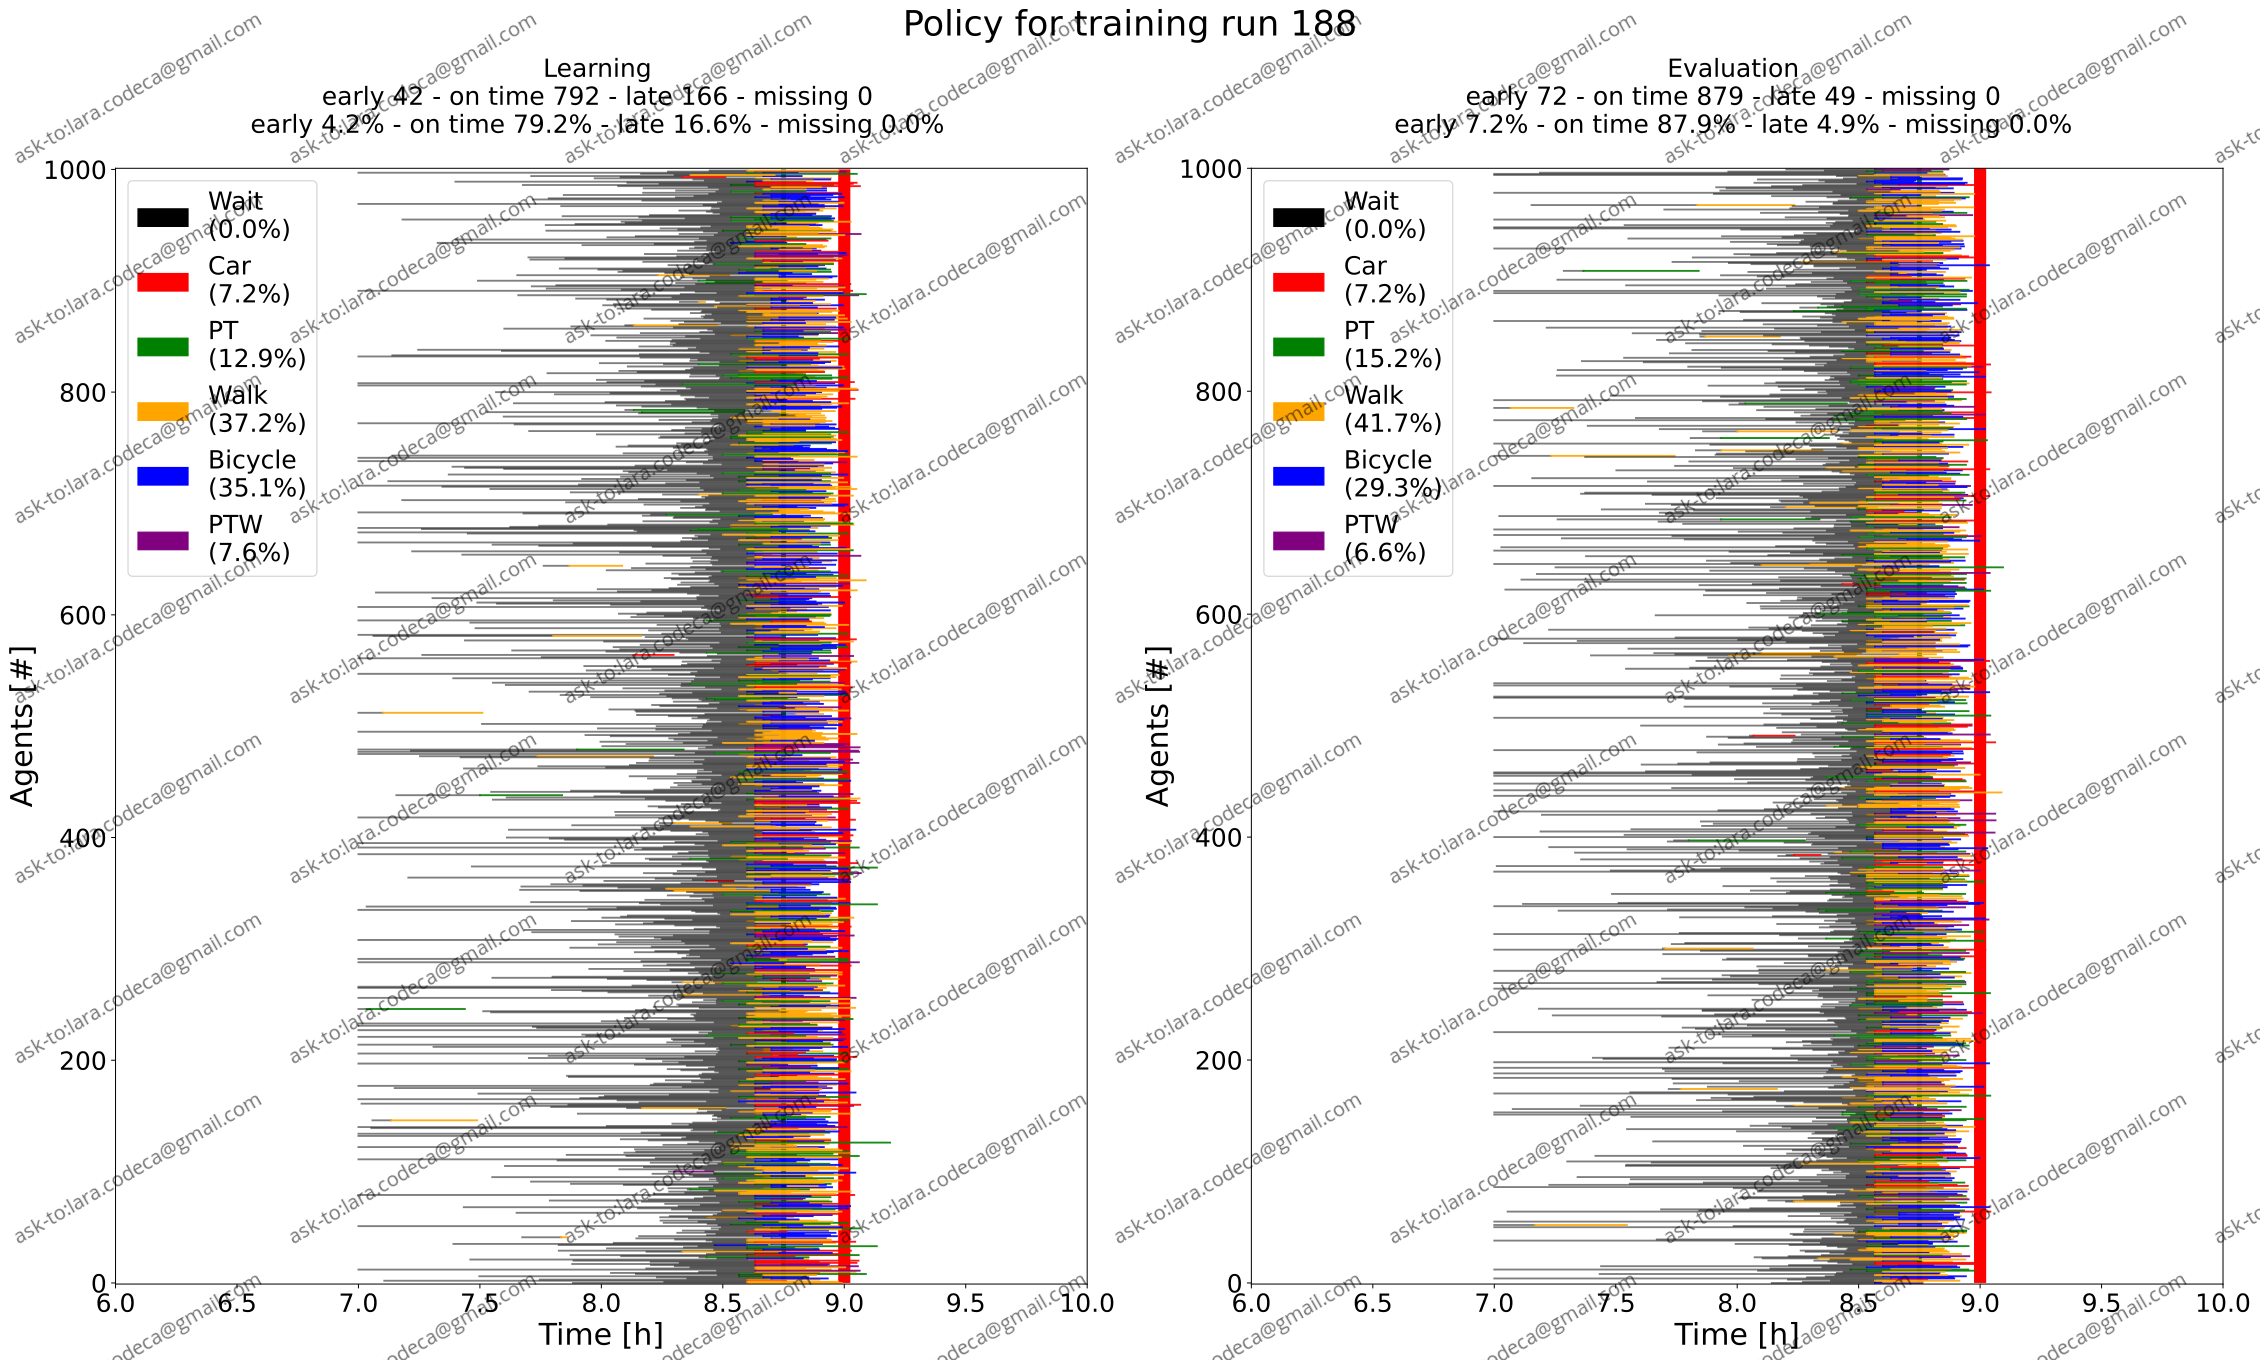 Policy for training run 188
Learning
early 42 - on time 792 - late 166 - missing 0
early 4.2% - on time 79.2% - late 16.6% - missing 0.0%
1000
800
600
400
200
0
Agents [#]
Wait
(0.0%)
Car
(7.2%)
PT
(12.9%)
Walk
(37.2%)
Bicycle
(35.1%)
PTW
(7.6%)
6.0 6.5 7.0 7.5 8.0 8.5 9.0 9.5 10.0
Time [h]
Evaluation
early 72 - on time 879 - late 49 - missing 0
early 7.2% - on time 87.9% - late 4.9% - missing 0.0%
1000
800
600
400
200
0
Agents [#]
Wait
(0.0%)
Car
(7.2%)
PT
(15.2%)
Walk
(41.7%)
Bicycle
(29.3%)
PTW
(6.6%)
6.0 6.5 7.0 7.5 8.0 8.5 9.0 9.5 10.0
Time [h]
ask-to:lara.codeca@gmail.com